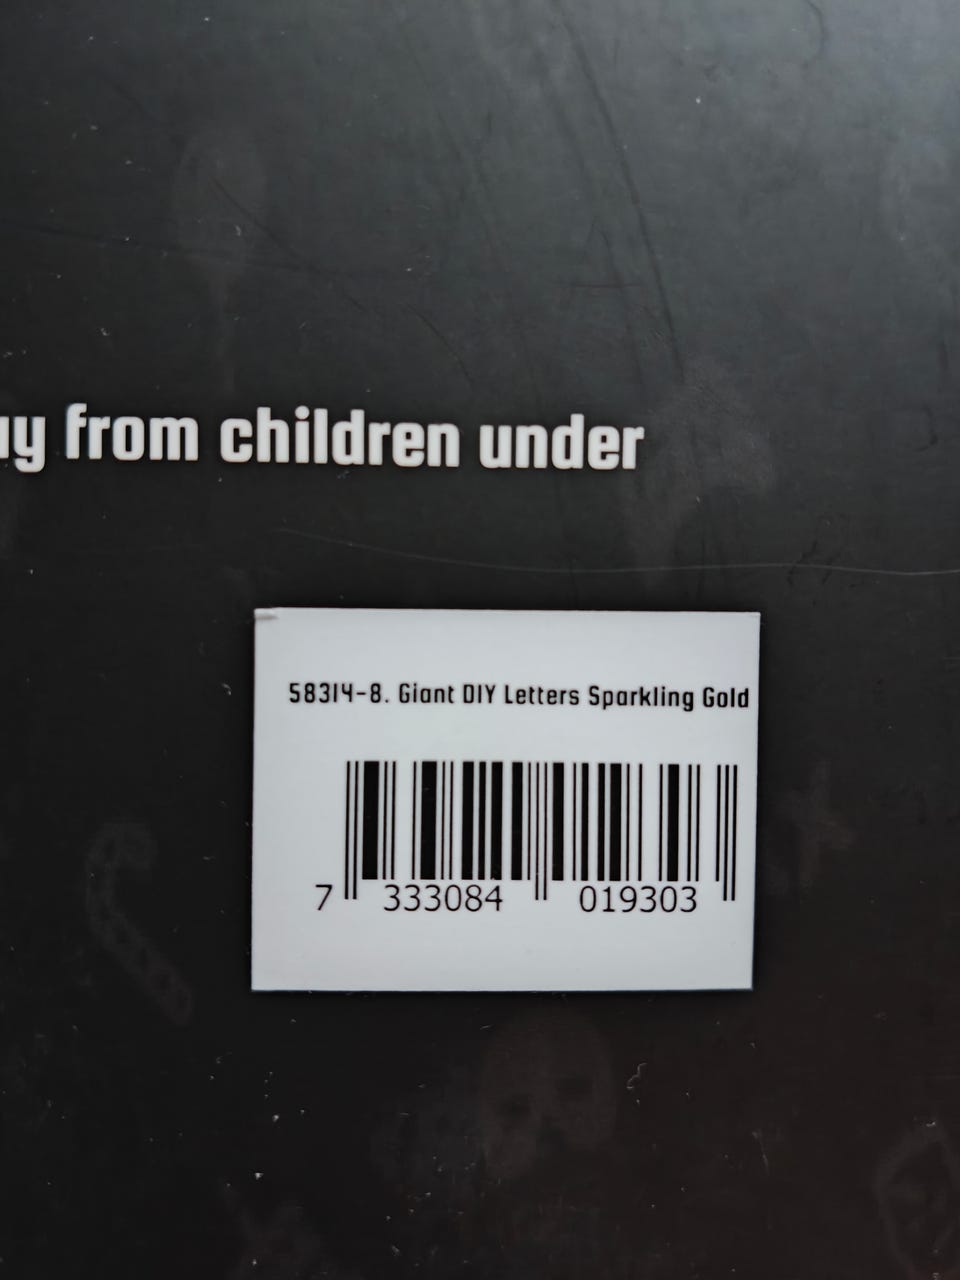 from children under
58314-8. Giant DIY Letters Sparkling Gold
7 333084 019303